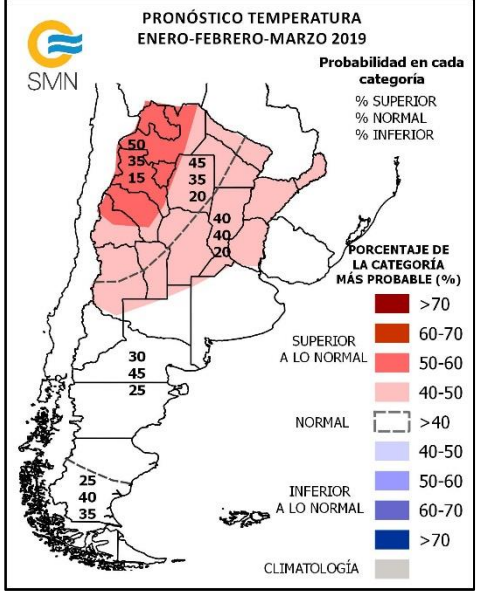 PRONÓSTICO TEMPERATURA
ENERO-FEBRERO-MARZO 2019
SMN
Probabilidad en cada
categoría
% SUPERIOR
% NORMAL
% INFERIOR
50
35
15
45
35
20
40
40
20
30
45
25
25
40
35
PORCENTAJE DE
LA CATEGORÍA
MÁS PROBABLE (%)
SUPERIOR
A LO NORMAL
>70
60-70
50-60
40-50
NORMAL
>40
INFERIOR
A LO NORMAL
40-50
50-60
60-70
>70
CLIMATOLOGÍA